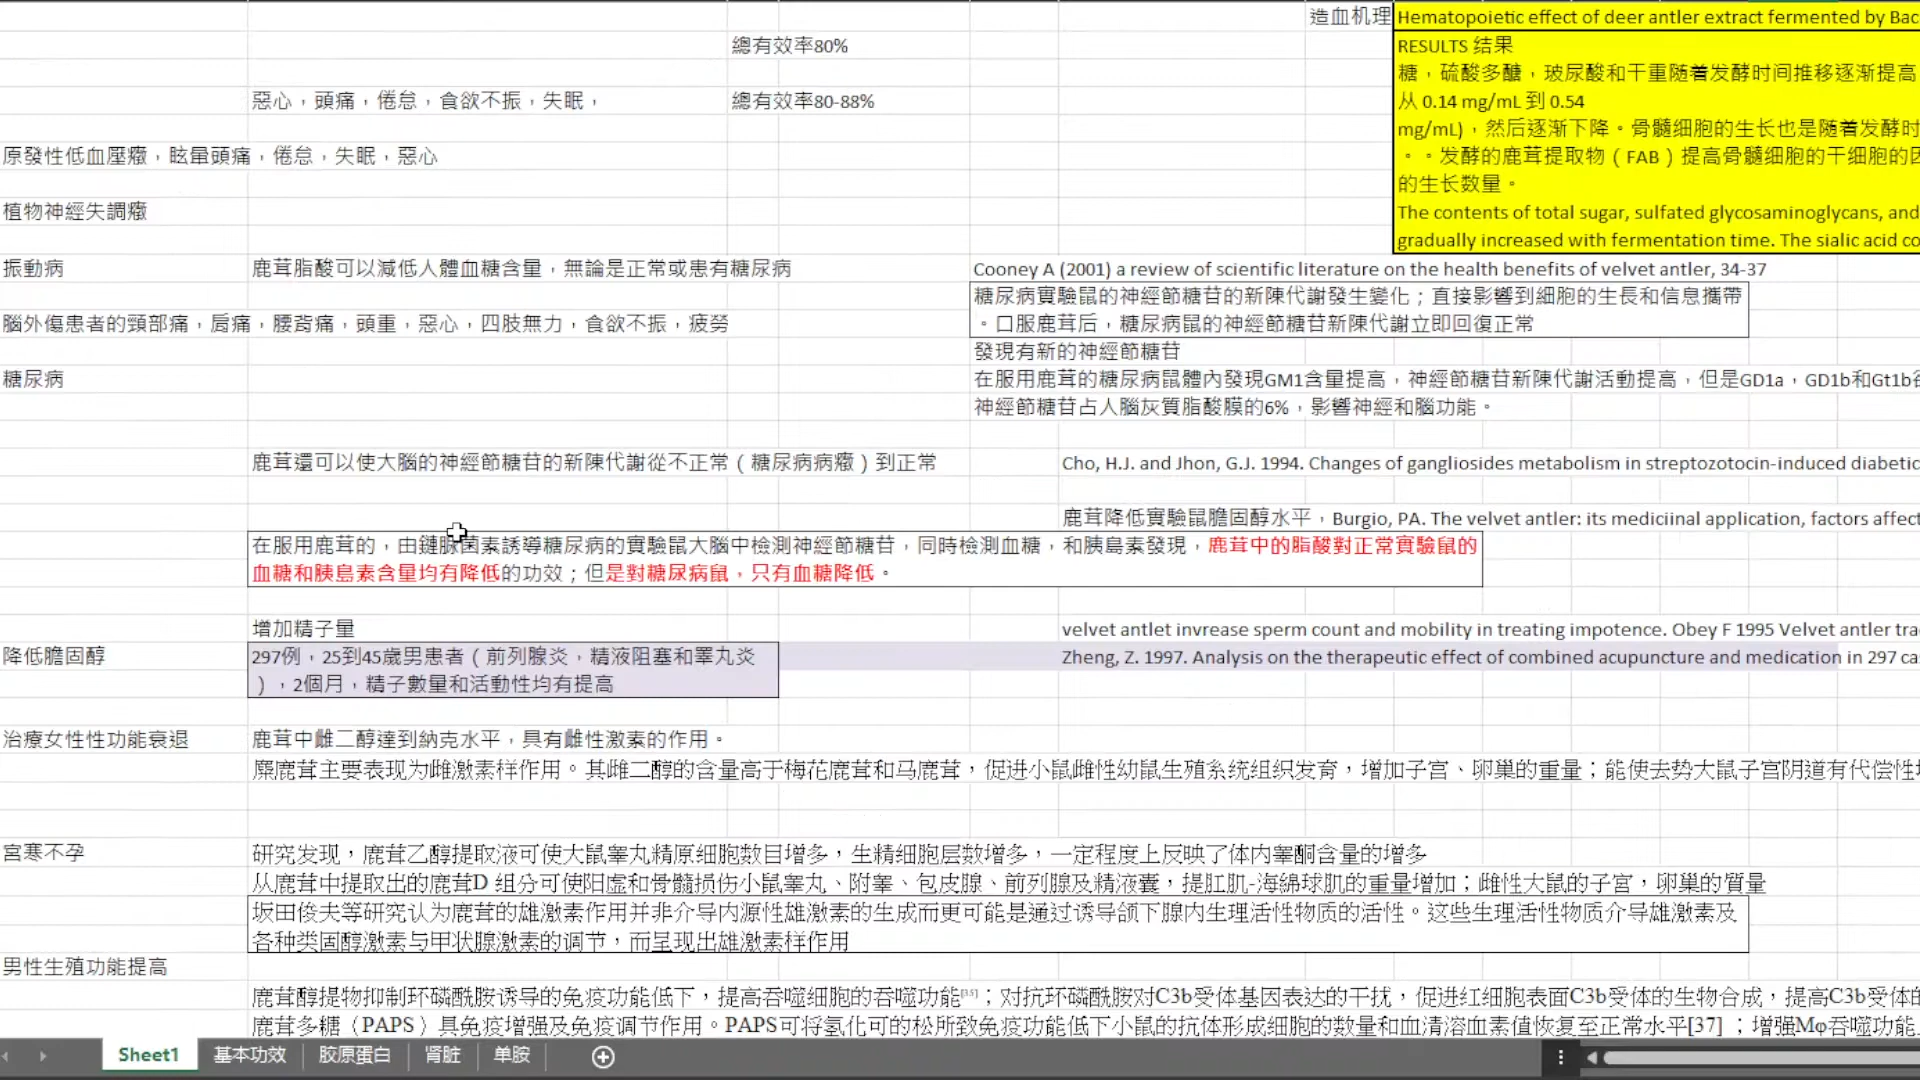 造血机理 Hematopoietic effect of deer antler extract fermented by Bac
總有效率80%
RESULTS 结果
糖，硫酸多醣，玻尿酸和干重随着发酵时间推移逐渐提高
惡心，頭痛，倦怠，食欲不振，失眠， 總有效率80-88%
从 0.14 mg/mL 到 0.54
mg/mL)，然后逐渐下降。骨髓细胞的生长也是随着发酵时
原發性低血壓癥，眩暈頭痛，倦怠，失眠，惡心
。。发酵的鹿茸提取物（FAB）提高骨髓细胞的干细胞的因
的生长数量。
植物神經失調癥
The contents of total sugar, sulfated glycosaminoglycans, and
gradually increased with fermentation time. The sialic acid co
振動病 鹿茸脂酸可以減低人體血糖含量，無論是正常或患有糖尿病 Cooney A (2001) a review of scientific literature on the health benefits of velvet antler, 34-37
糖尿病實驗鼠的神經節糖苷的新陳代謝發生變化；直接影響到細胞的生長和信息攜帶
腦外傷患者的頸部痛，肩痛，腰背痛，頭重，惡心，四肢無力，食欲不振，疲勞 。口服鹿茸后，糖尿病鼠的神經節糖苷新陳代謝立即回復正常
發現有新的神經節糖苷
糖尿病 在服用鹿茸的糖尿病鼠體內發現GM1含量提高，神經節糖苷新陳代謝活動提高，但是GD1a，GD1b和Gt1b
神經節糖苷占人腦灰質脂酸膜的6%，影響神經和腦功能。
鹿茸還可以使大腦的神經節糖苷的新陳代謝從不正常（糖尿病病癥）到正常 Cho, H.J. and Jhon, G.J. 1994. Changes of gangliosides metabolism in streptozotocin-induced diabetic
鹿茸降低實驗鼠膽固醇水平，Burgio, PA. The velvet antler: its mediciinal application, factors affect
在服用鹿茸的，由鏈脲菌素誘導糖尿病的實驗鼠大腦中檢測神經節糖苷，同時檢測血糖，和胰島素發現，鹿茸中的脂酸對正常實驗鼠的
血糖和胰島素含量均有降低的功效；但是對糖尿病鼠，只有血糖降低。
增加精子量 velvet antlet invrease sperm count and mobility in treating impotence. Obey F 1995 Velvet antler tra
降低膽固醇 297例，25到45歲男患者（前列腺炎，精液阻塞和睪丸炎 Zheng, Z. 1997. Analysis on the therapeutic effect of combined acupuncture and medication in 297 ca
），2個月，精子數量和活動性均有提高
治療女性性功能衰退 鹿茸中雌二醇達到納克水平，具有雌性激素的作用。
麋鹿茸主要表现为雌激素样作用。其雌二醇的含量高于梅花鹿茸和马鹿茸，促进小鼠雌性幼鼠生殖系统组织发育，增加子宫、卵巢的重量；能使去势大鼠子宫阴道有代偿性
宮寒不孕 研究发现，鹿茸乙醇提取液可使大鼠睾丸精原细胞数目增多，生精细胞层数增多，一定程度上反映了体内睾酮含量的增多
从鹿茸中提取出的鹿茸D 组分可使阳虚和骨髓损伤小鼠睾丸、附睾、包皮腺、前列腺及精液囊，提肛肌-海綿球肌的重量增加；雌性大鼠的子宮，卵巢的質量
坂田俊夫等研究认为鹿茸的雄激素作用并非介导内源性雄激素的生成而更可能是通过诱导颌下腺内生理活性物质的活性。这些生理活性物质介导雄激素及
各种类固醇激素与甲状腺激素的调节，而呈现出雄激素样作用
男性生殖功能提高
鹿茸醇提物抑制环磷酰胺诱导的免疫功能低下，提高吞噬细胞的吞噬功能[35]；对抗环磷酰胺对C3b受体基因表达的干扰，促进红细胞表面C3b受体的生物合成，提高C3b受体的
鹿茸多糖（PAPS）具免疫增强及免疫调节作用。PAPS可将氢化可的松所致免疫功能低下小鼠的抗体形成细胞的数量和血清溶血素值恢复至正常水平[37] ；增强Mφ吞噬功能
Sheet1 基本功效 胶原蛋白 肾脏 单胺